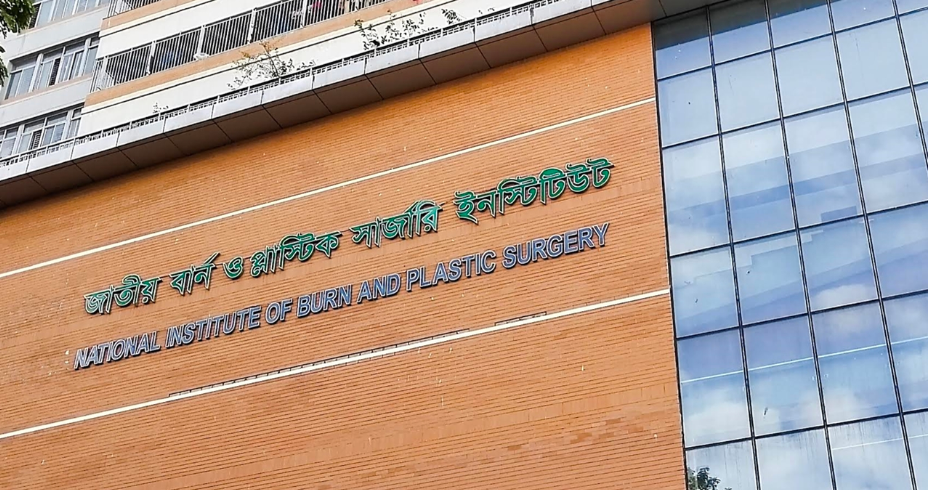 জাতীয় বার্ন ও প্লাস্টিক সার্জারি ইনস্টিটিউট
NATIONAL INSTITUTE OF BURN AND PLASTIC SURGERY